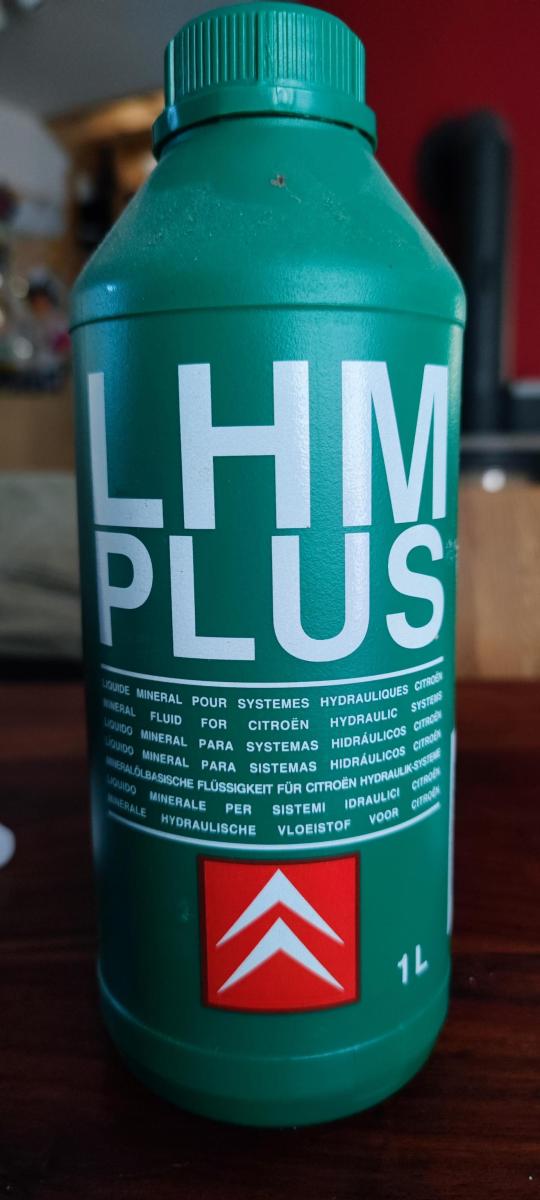 LHM
PLUS
LIQUIDE MINERAL POUR SYSTEMES HYDRAULIQUES CITROËN
MINERAL FLUID FOR CITROËN HYDRAULIC SYSTEMS
LIQUIDO MINERAL PARA SYSTEMAS HIDRÁULICOS CITROËN
LÍQUIDO MINERAL PARA SISTEMAS HIDRÁULICOS CITROËN
MINERALÖLBASISCHE FLÜSSIGKEIT FÜR CITROËN HYDRAULIK-SYSTEME
LIQUIDO MINERALE PER SISTEMI IDRAULICI CITROËN
MINERALE HYDRAULISCHE VLOEISTOF VOOR CITROËN
1 L